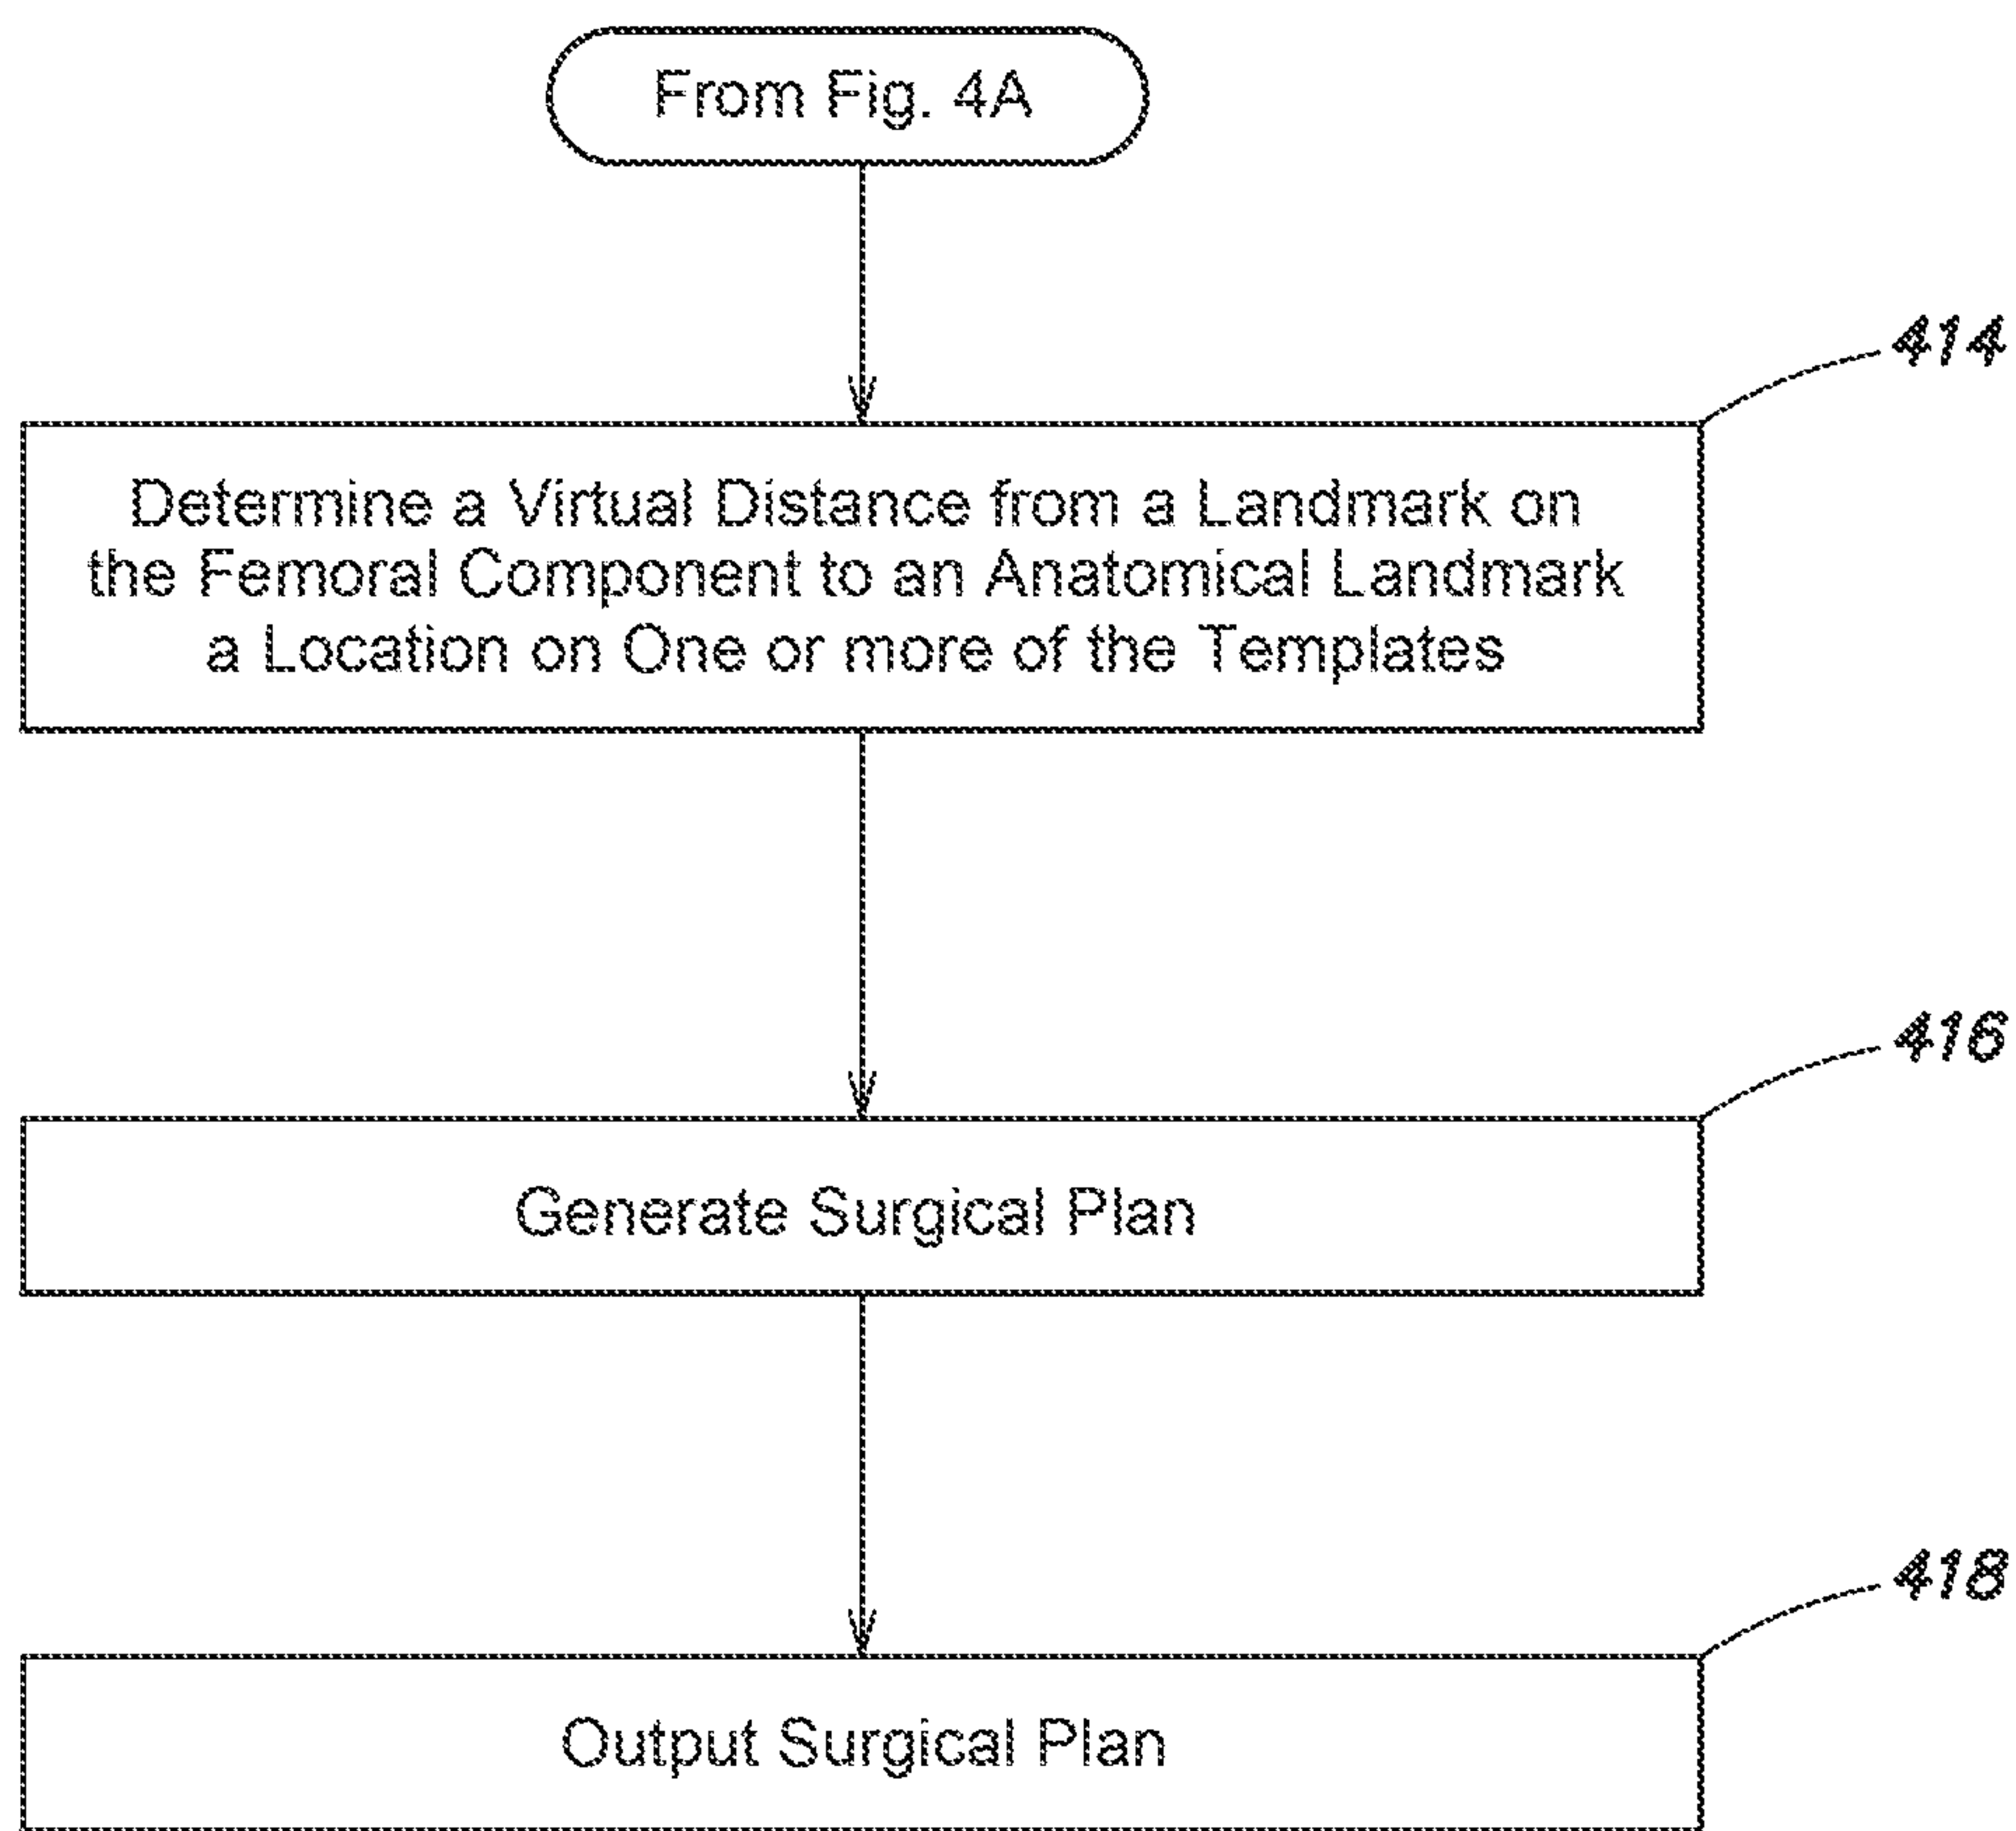 From Fig. 4A
414
Determine a Virtual Distance from a Landmark on
the Femoral Component to an Anatomical Landmark
a Location on One or more of the Templates
416
Generate Surgical Plan
418
Output Surgical Plan